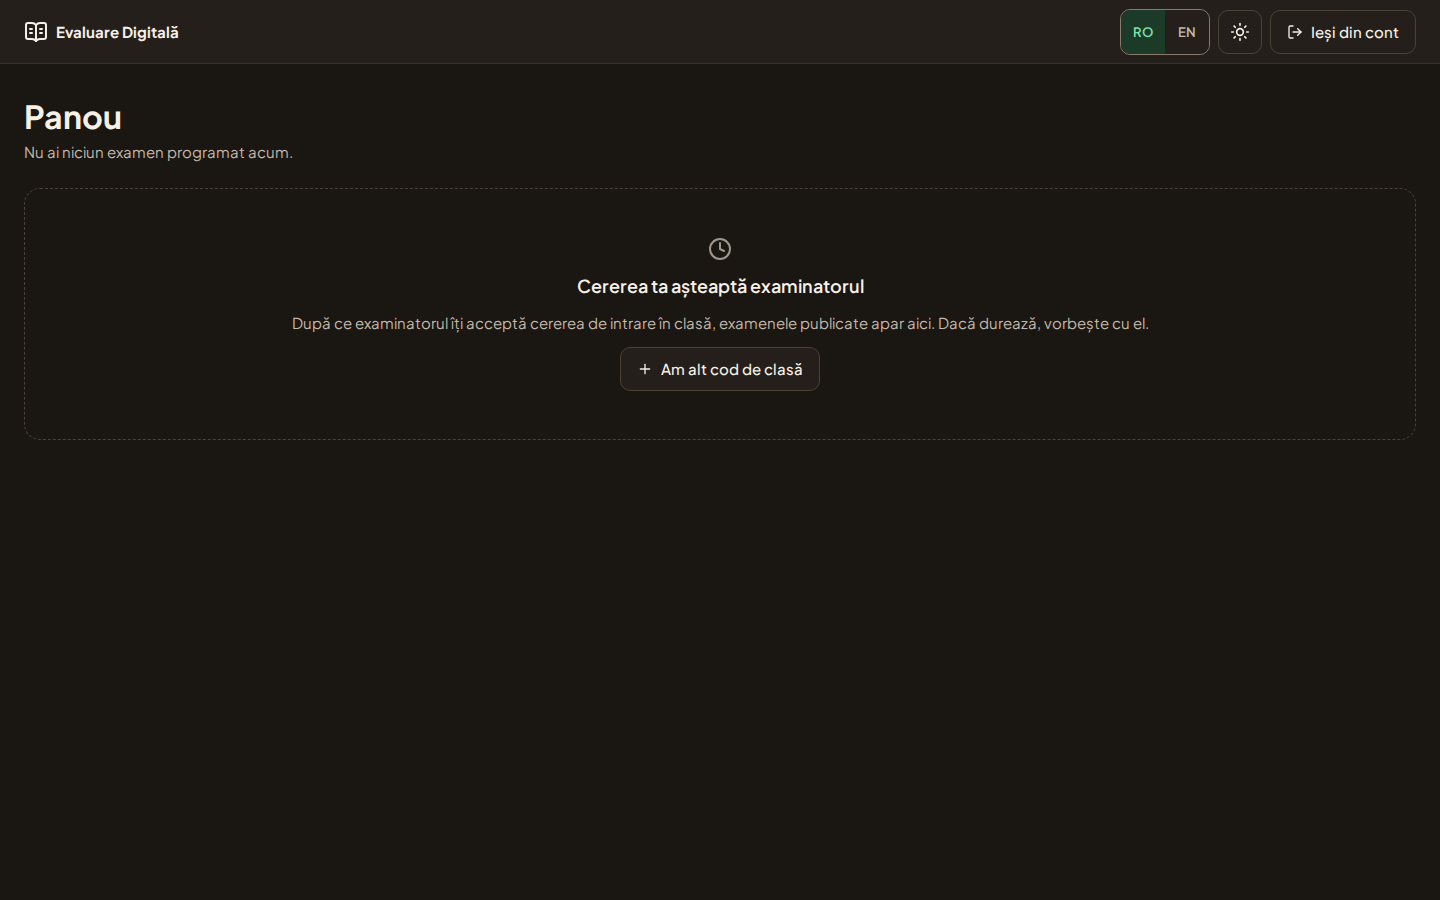 Evaluare Digitală
RO EN Ieși din cont
Panou
Nu ai niciun examen programat acum.
Cererea ta așteaptă examinatorul
După ce examinatorul îți acceptă cererea de intrare în clasă, examenele publicate apar aici. Dacă durează, vorbește cu el.
Am alt cod de clasă